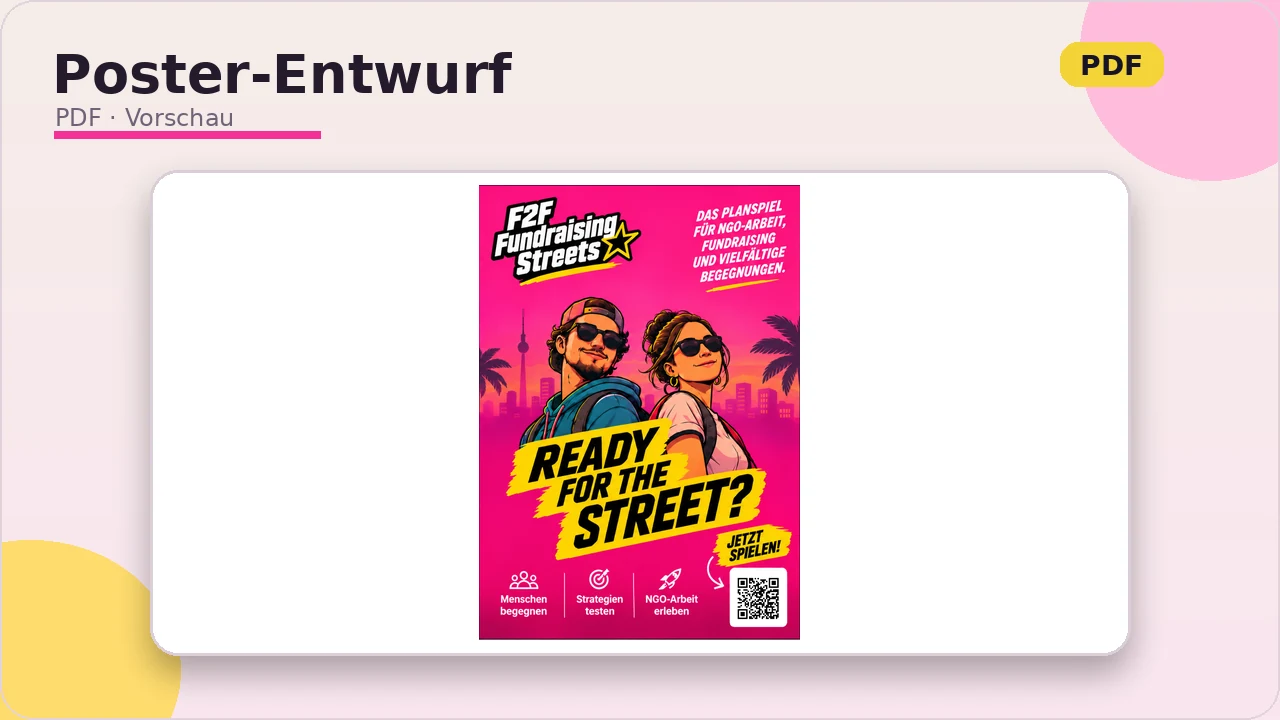 Poster-Entwurf
PDF · Vorschau
PDF
F2F
Fundraising
Streets
DAS PLANSPIEL
FÜR NGO-ARBEIT,
FUNDRAISING
UND VIELFÄLTIGE
BEGEGNUNGEN.
READY
FOR THE
STREET?
JETZT
SPIELEN!
Menschen
begegnen
Strategien
testen
NGO-Arbeit
erleben